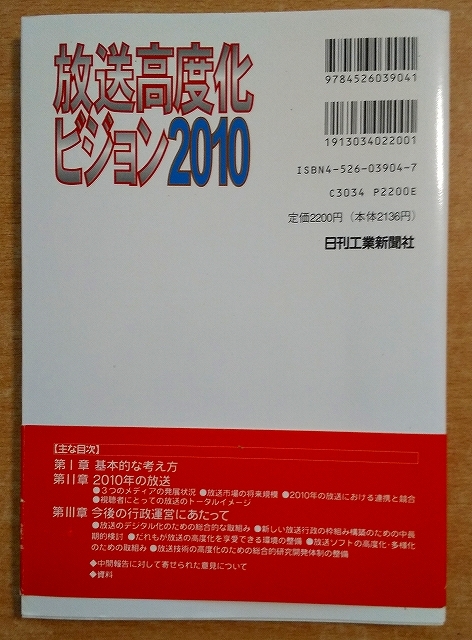 放送高度化
ビジョン2010
9784526039041
1913034022001
ISBN4-526-03904-7
C3034 P2200E
定価2200円（本体2136円）
日刊工業新聞社
【主な目次】
第Ⅰ章 基本的な考え方
第Ⅱ章 2010年の放送
●3つのメディアの発展状況 ●放送市場の将来規模 ●2010年の放送における連携と競合
●視聴者にとっての放送のトータルイメージ
第Ⅲ章 今後の行政運営にあたって
●放送のデジタル化のための総合的な取組み ●新しい放送行政の枠組み構築のための中長
期的検討 ●だれもが放送の高度化を享受できる環境の整備 ●放送ソフトの高度化・多様化
のための取組み ●放送技術の高度化のための総合的研究開発体制の整備
◆中間報告に対して寄せられた意見について
◆資料